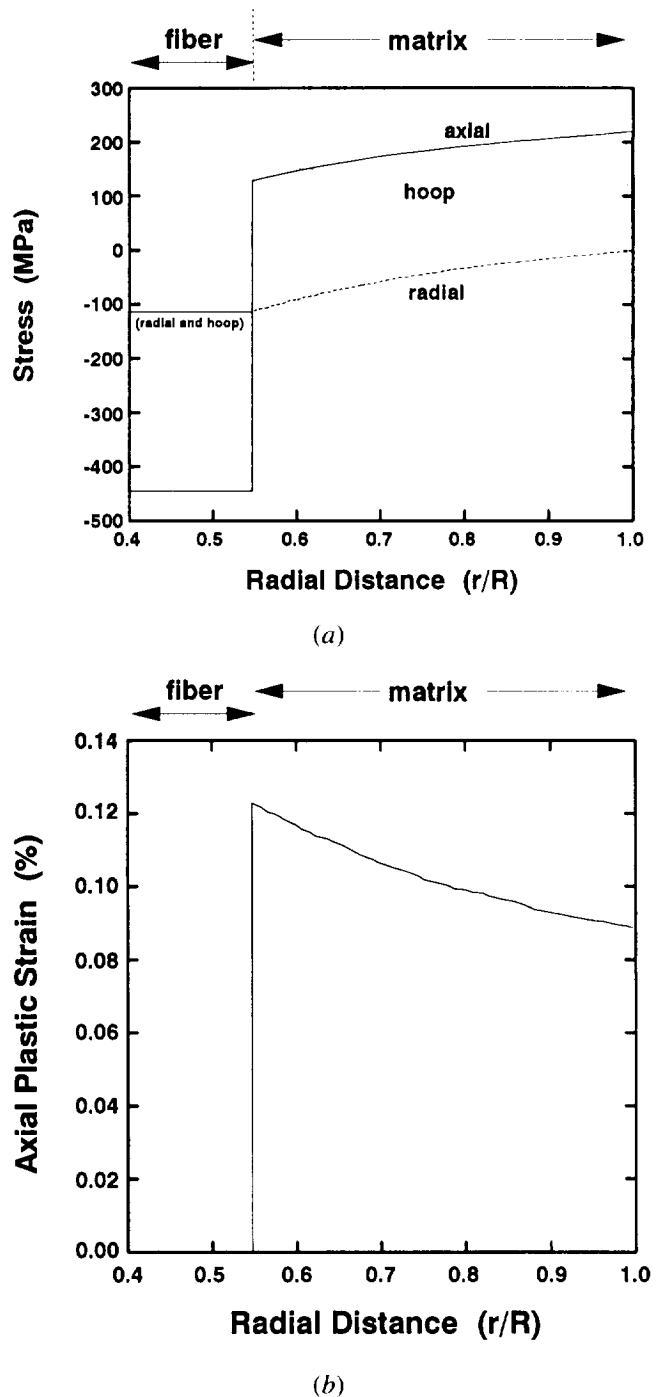 fiber matrix
300
axial
200
hoop
100
0
radial
-100
(radial and hoop)
-200
-300
-400
-500
Stress (MPa)
0.4 0.5 0.6 0.7 0.8 0.9 1.0
Radial Distance (r/R)
(a)
fiber matrix
0.14
0.12
0.10
0.08
0.06
0.04
0.02
0.00
Axial Plastic Strain (%)
0.4 0.5 0.6 0.7 0.8 0.9 1.0
Radial Distance (r/R)
(b)